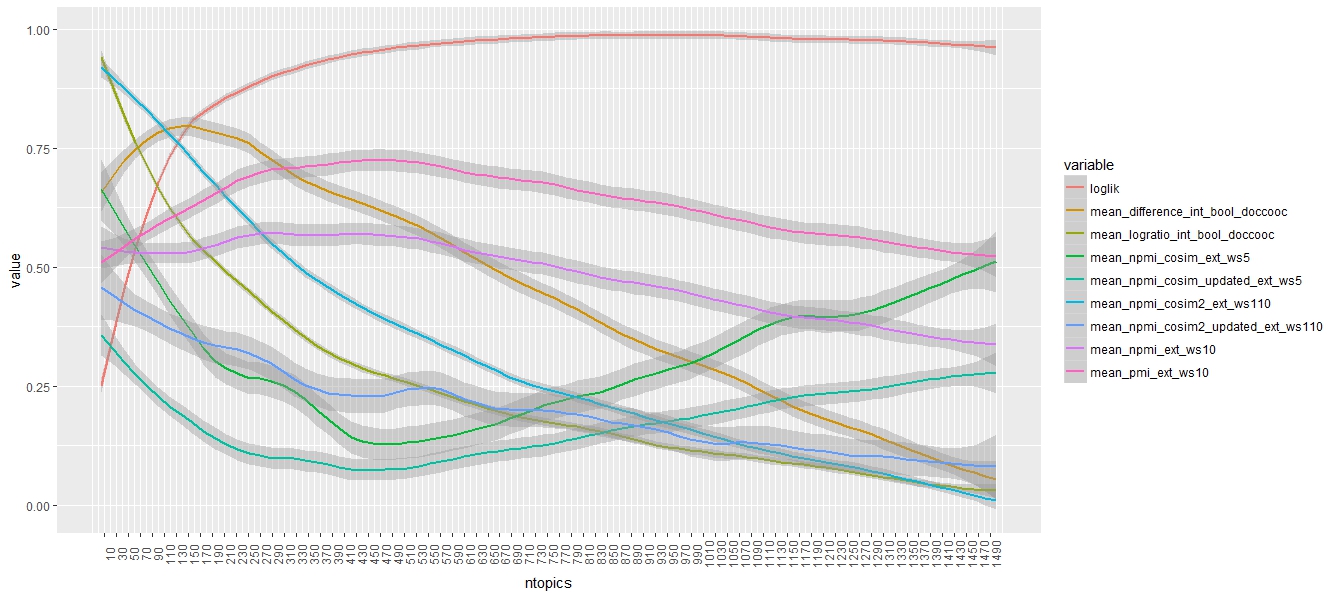 1.00
0.75
0.50
0.25
0.00
value
10 30 50 70 90 110 130 150 170 190 210 230 250 270 290 310 330 350 370 390 410 430 450 470 490 510 530 550 570 590 610 630 650 670 690 710 730 750 770 790 810 830 850 870 890 910 930 950 970 990 1010 1030 1050 1070 1090 1110 1130 1150 1170 1190 1210 1230 1250 1270 1290 1310 1330 1350 1370 1390 1410 1430 1450 1470 1490
ntopics
variable
loglik
mean_difference_int_bool_doccooc
mean_logratio_int_bool_doccooc
mean_npmi_cosim_ext_ws5
mean_npmi_cosim_updated_ext_ws5
mean_npmi_cosim2_ext_ws110
mean_npmi_cosim2_updated_ext_ws110
mean_npmi_ext_ws10
mean_pmi_ext_ws10